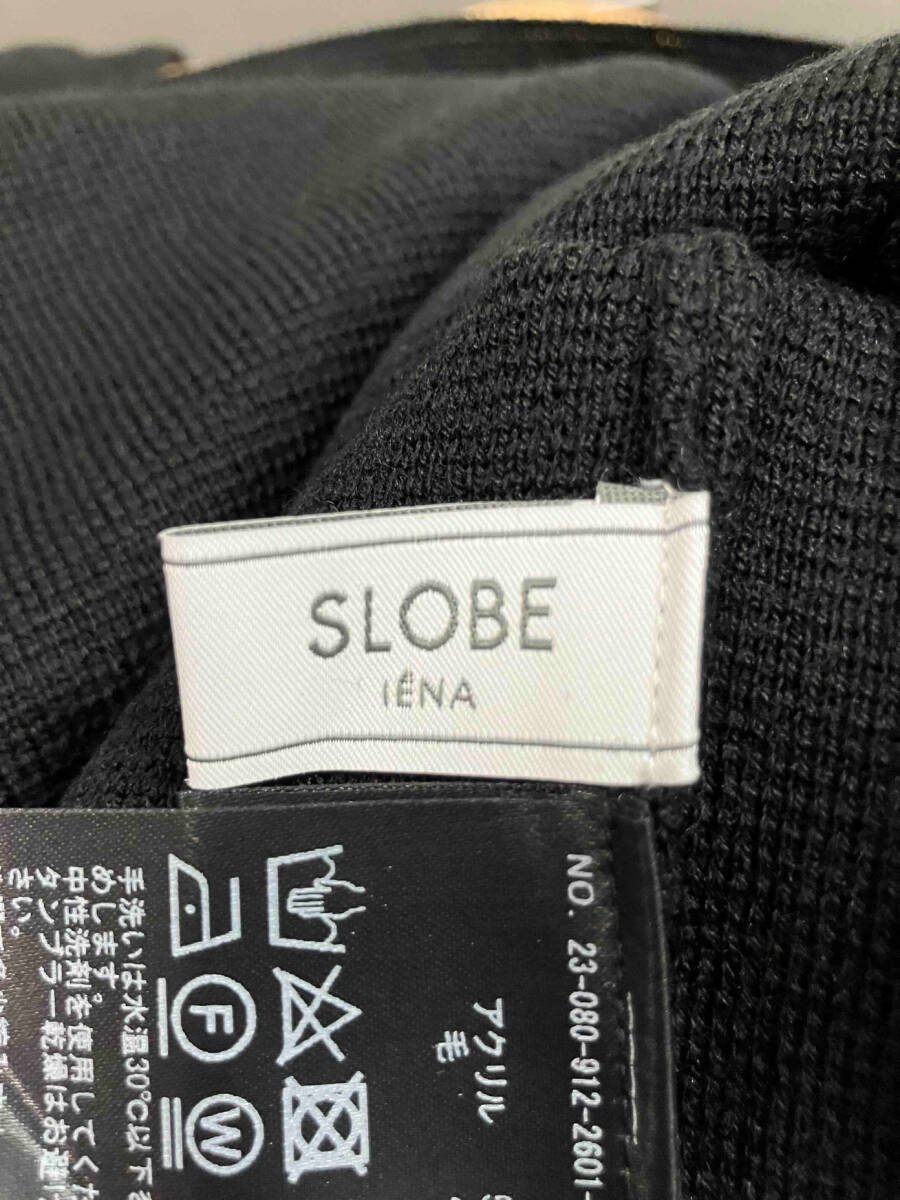 SLOBE
IÉNA
NO. 23-080-912-2601-
アクリル
毛
F
W
手洗いは水温30℃以下を
めします。
中性洗剤を使用してくだ
さい。
タンブラー乾燥はお避け